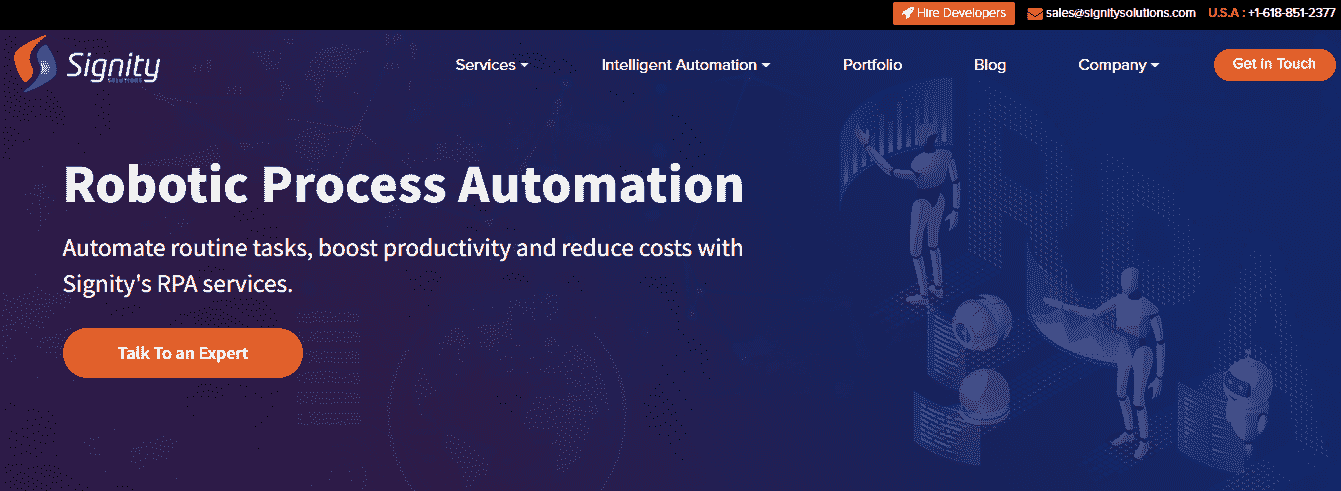 Hire Developers
sales@signitysolutions.com
U.S.A : +1-618-851-2377
Signity
SOLUTIONS
Services
Intelligent Automation
Portfolio
Blog
Company
Get in Touch
Robotic Process Automation
Automate routine tasks, boost productivity and reduce costs with
Signity's RPA services.
Talk To an Expert